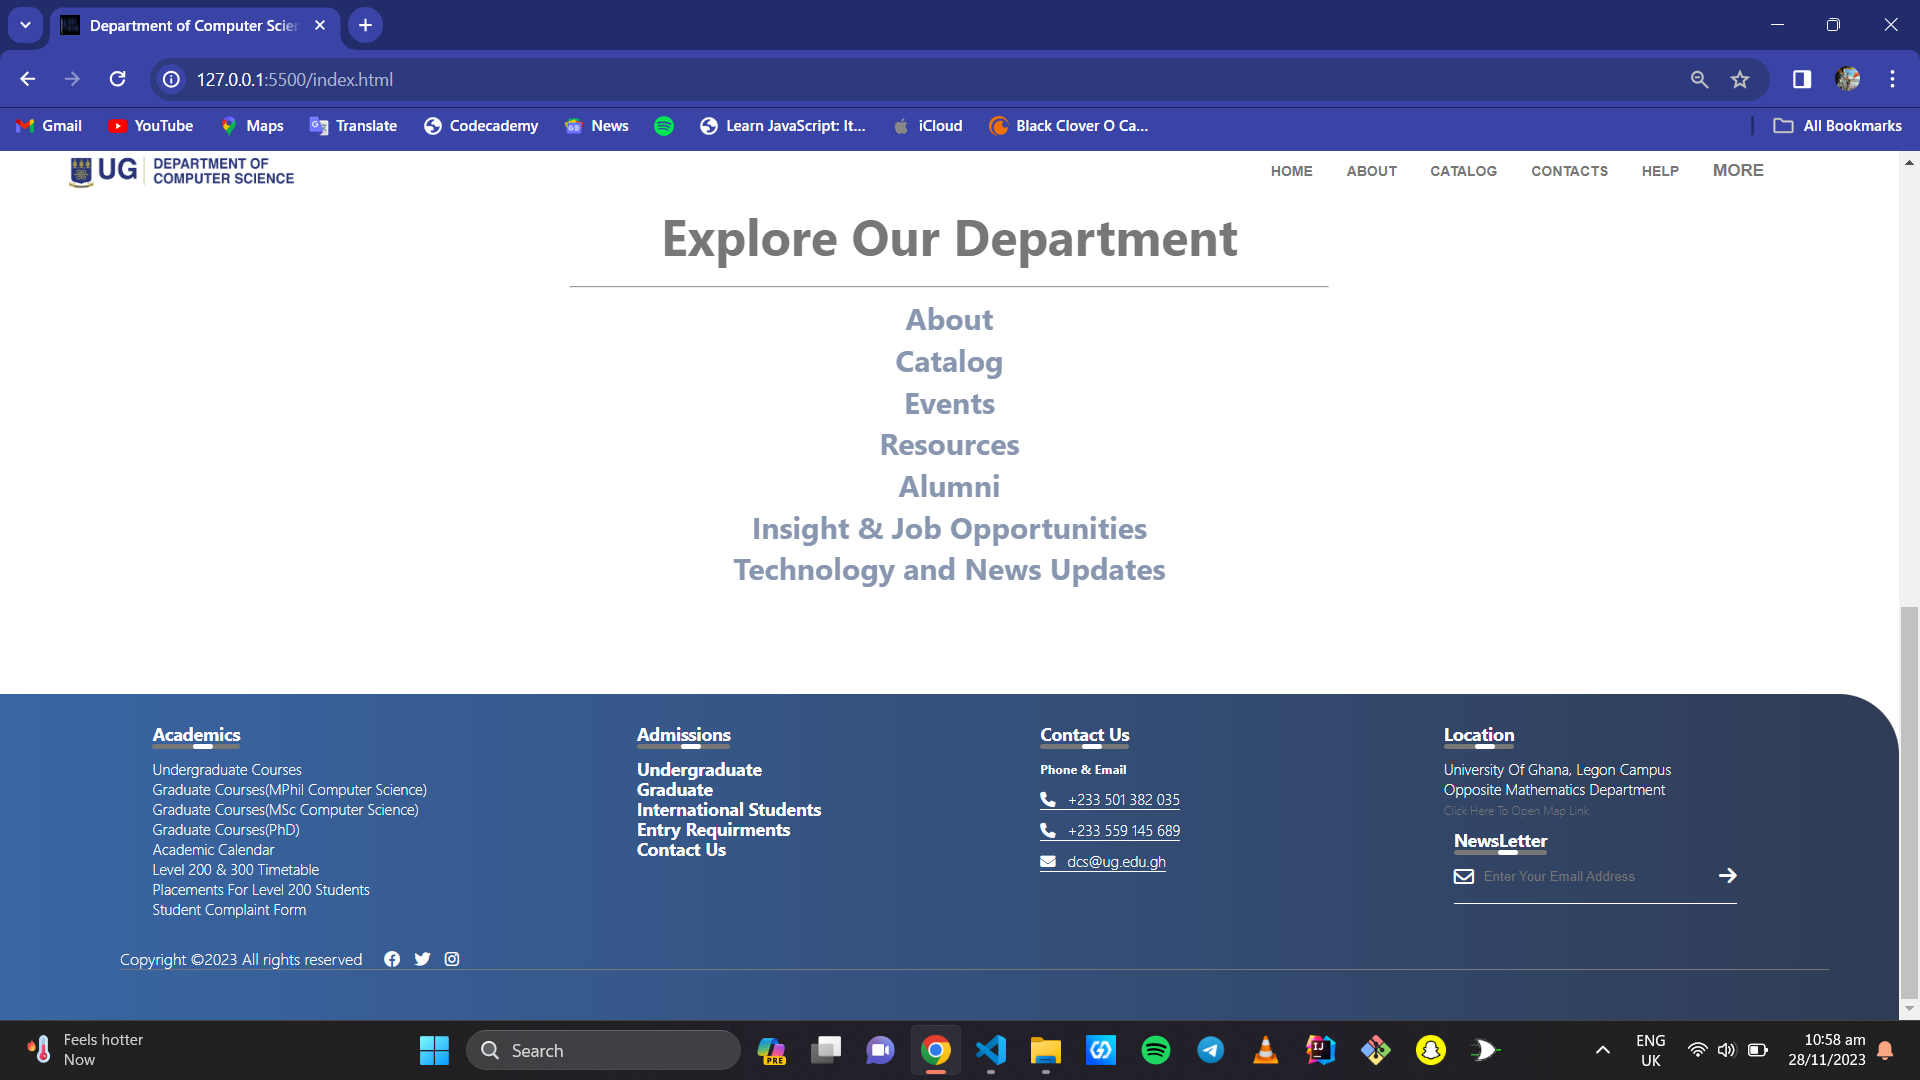 Department of Computer Scien
127.0.0.1:5500/index.html
Gmail
YouTube
Maps
Translate
Codecademy
News
Learn JavaScript: It...
iCloud
Black Clover O Ca...
All Bookmarks
UG DEPARTMENT OF
COMPUTER SCIENCE
HOME ABOUT CATALOG CONTACTS HELP MORE
Explore Our Department
About
Catalog
Events
Resources
Alumni
Insight & Job Opportunities
Technology and News Updates
Academics
Undergraduate Courses
Graduate Courses(MPhil Computer Science)
Graduate Courses(MSc Computer Science)
Graduate Courses(PhD)
Academic Calendar
Level 200 & 300 Timetable
Placements For Level 200 Students
Student Complaint Form
Admissions
Undergraduate
Graduate
International Students
Entry Requirments
Contact Us
Contact Us
Phone & Email
+233 501 382 035
+233 559 145 689
dcs@ug.edu.gh
Location
University Of Ghana, Legon Campus
Opposite Mathematics Department
Click Here To Open Map Link
NewsLetter
Enter Your Email Address
Copyright ©2023 All rights reserved
Feels hotter
Now
Search
PRE
ENG
UK
10:58 am
28/11/2023